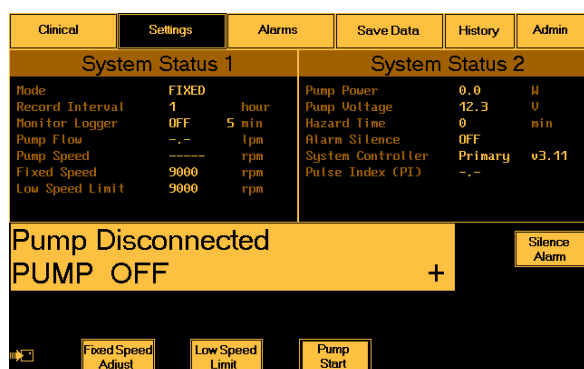 Clinical Settings Alarms Save Data History Admin
System Status 1
Mode FIXED
Record Interval 1 hour
Monitor Logger OFF 5 min
Pump Flow -.- lpm
Pump Speed ----- rpm
Fixed Speed 9000 rpm
Low Speed Limit 9000 rpm
System Status 2
Pump Power 0.0 W
Pump Voltage 12.3 V
Hazard Time 0 min
Alarm Silence OFF
System Controller Primary v3.11
Pulse Index (PI) -.-
Pump Disconnected
PUMP OFF +
Silence
Alarm
Fixed Speed
Adjust
Low Speed
Limit
Pump
Start